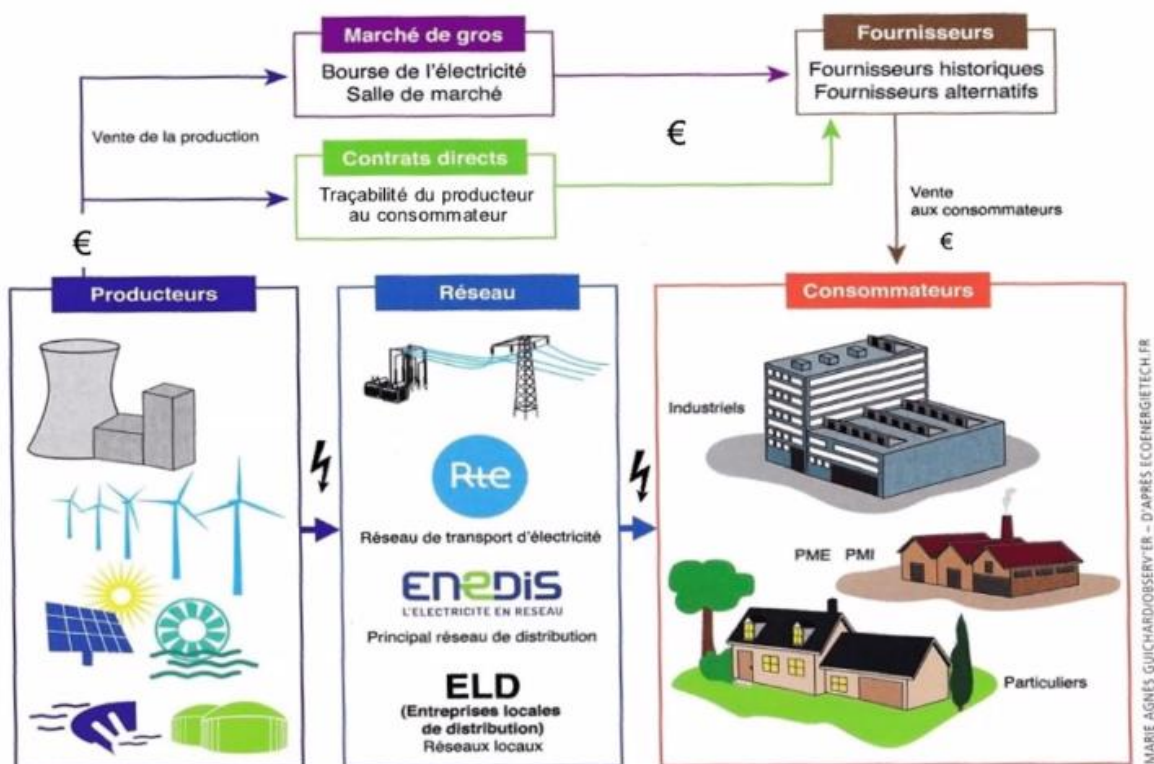 Marché de gros
Bourse de l'électricité
Salle de marché
Fournisseurs
Fournisseurs historiques
Fournisseurs alternatifs
Vente de la production
€
Contrats directs
Traçabilité du producteur
au consommateur
Vente
aux consommateurs
€
€
Producteurs
Réseau
Rte
Réseau de transport d'électricité
ENEDIS
L'ELECTRICITE EN RESEAU
Principal réseau de distribution
ELD
(Entreprises locales
de distribution)
Réseaux locaux
Consommateurs
Industriels
PME PMI
Particuliers
MARIE AGNÈS GUICHARD/OBSERV'ER – D'APRÈS ECOENERGIETECH.FR